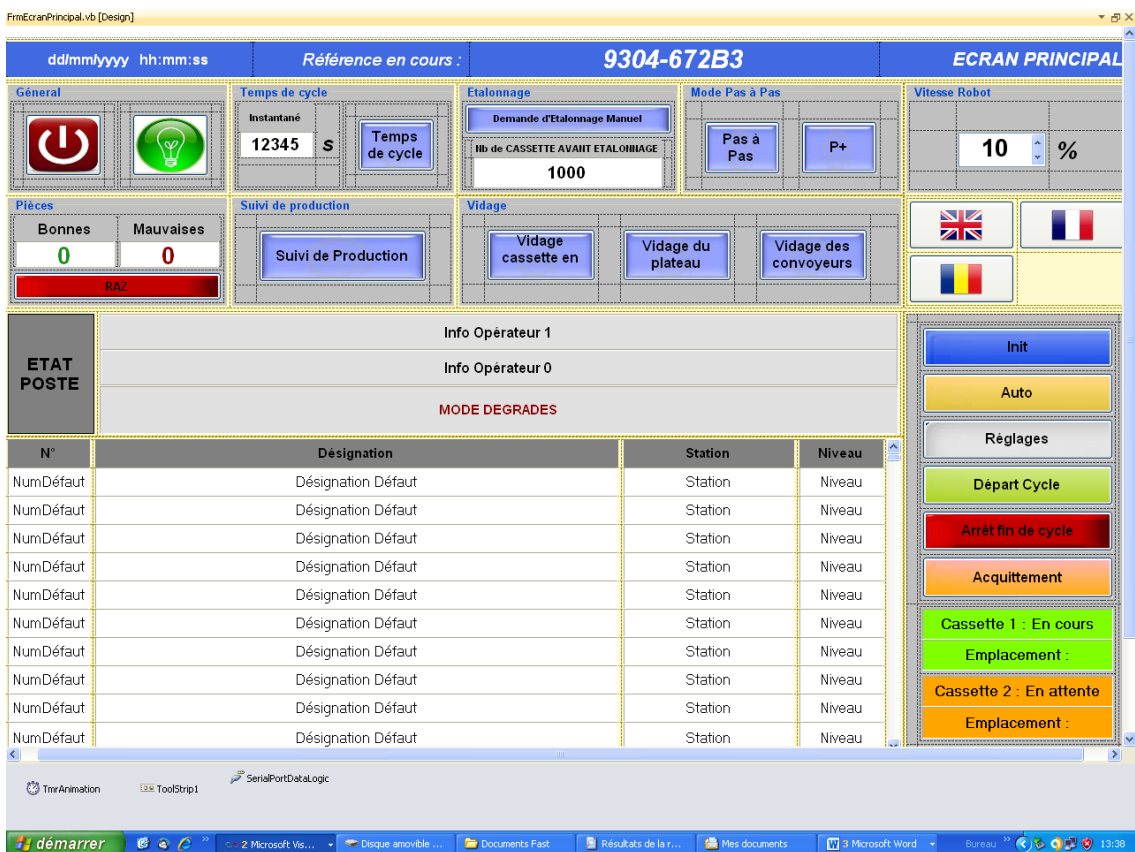 FrmEcranPrincipal.vb [Design]
dd/mm/yyyy hh:mm:ss
Référence en cours :
9304-672B3
ECRAN PRINCIPAL
Géneral
Temps de cycle
Instantané
12345 s
Temps
de cycle
Etalonnage
Demande d'Etalonnage Manuel
Nb de CASSETTE AVANT ETALONNAGE
1000
Mode Pas à Pas
Pas à
Pas
P+
Vitesse Robot
10 %
Pièces
Bonnes Mauvaises
0 0
RAZ
Suivi de production
Suivi de Production
Vidage
Vidage
cassette en
Vidage du
plateau
Vidage des
convoyeurs
ETAT
POSTE
Info Opérateur 1
Info Opérateur 0
MODE DEGRADES
N° Désignation Station Niveau
NumDéfaut Désignation Défaut Station Niveau
NumDéfaut Désignation Défaut Station Niveau
NumDéfaut Désignation Défaut Station Niveau
NumDéfaut Désignation Défaut Station Niveau
NumDéfaut Désignation Défaut Station Niveau
NumDéfaut Désignation Défaut Station Niveau
NumDéfaut Désignation Défaut Station Niveau
NumDéfaut Désignation Défaut Station Niveau
NumDéfaut Désignation Défaut Station Niveau
NumDéfaut Désignation Défaut Station Niveau
Init
Auto
Réglages
Départ Cycle
Arrêt fin de cycle
Acquittement
Cassette 1 : En cours
Emplacement :
Cassette 2 : En attente
Emplacement :
TmrAnimation
ToolStrip1
SerialPortDataLogic
démarrer
2 Microsoft Vis...
Disque amovible ...
Documents Fast
Résultats de la r...
Mes documents
3 Microsoft Word
Bureau
13:38